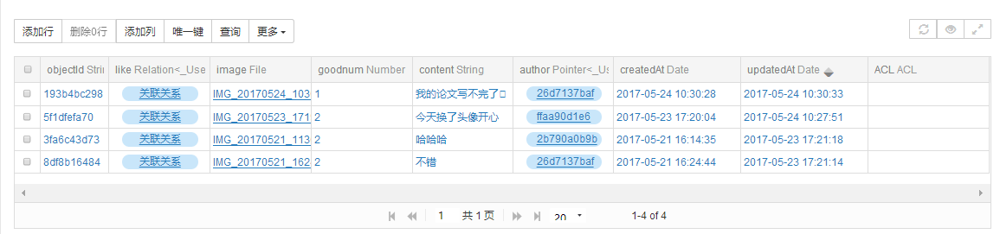 添加行 删除0行 添加列 唯一键 查询 更多
objectId Strin like Relation<_Use image File goodnum Number content String author Pointer<_Us createdAt Date updatedAt Date ACL ACL
193b4bc298 关联关系 IMG_20170524_103 1 我的论文写不完了 26d7137baf 2017-05-24 10:30:28 2017-05-24 10:30:33
5f1dfefa70 关联关系 IMG_20170523_171 2 今天换了头像开心 ffaa90d1e6 2017-05-23 17:20:04 2017-05-24 10:27:51
3fa6c43d73 关联关系 IMG_20170521_113 2 哈哈哈 2b790a0b9b 2017-05-21 16:14:35 2017-05-23 17:21:18
8df8b16484 关联关系 IMG_20170521_162 2 不错 26d7137baf 2017-05-21 16:24:44 2017-05-23 17:21:14
1 共 1 页 20 1-4 of 4